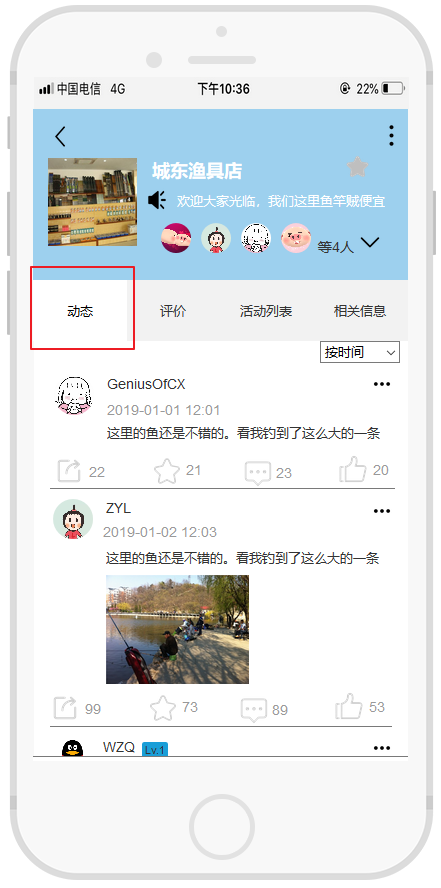 中国电信 4G 下午10:36 22%
城东渔具店
欢迎大家光临，我们这里鱼竿贼便宜
等4人
动态 评价 活动列表 相关信息
按时间
GeniusOfCX
2019-01-01 12:01
这里的鱼还是不错的。看我钓到了这么大的一条
22 21 23 20
ZYL
2019-01-02 12:03
这里的鱼还是不错的。看我钓到了这么大的一条
99 73 89 53
WZQ Lv.1